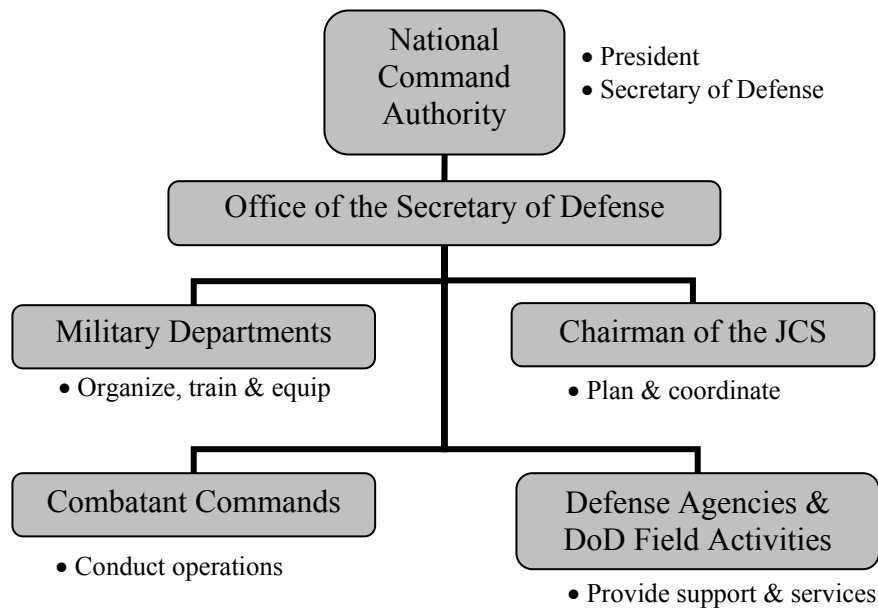 National
Command
Authority
• President
• Secretary of Defense
Office of the Secretary of Defense
Military Departments
• Organize, train & equip
Chairman of the JCS
• Plan & coordinate
Combatant Commands
• Conduct operations
Defense Agencies &
DoD Field Activities
• Provide support & services